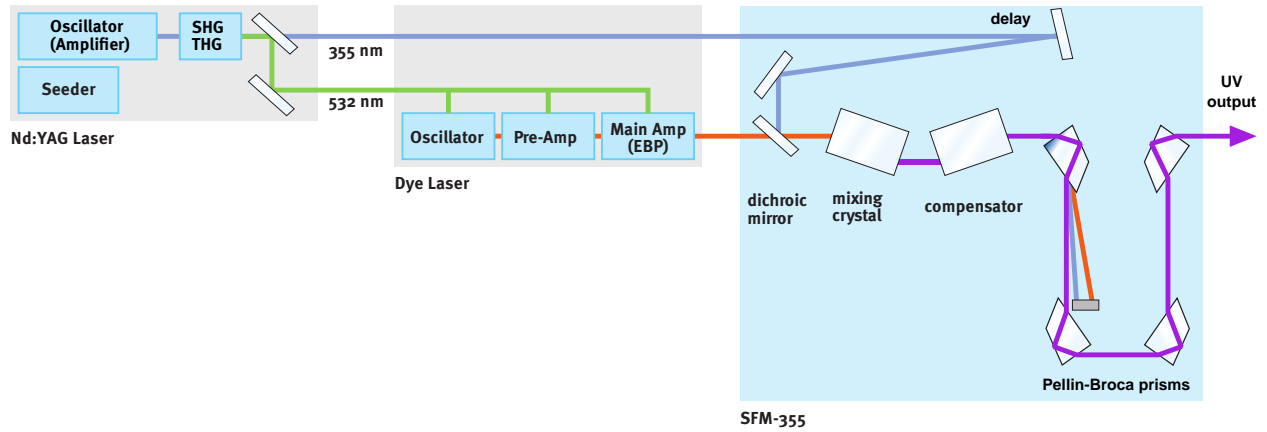 Oscillator
(Amplifier)
SHG
THG
Seeder
Nd:YAG Laser
355 nm
532 nm
Oscillator
Pre-Amp
Main Amp
(EBP)
Dye Laser
delay
dichroic
mirror
mixing
crystal
compensator
UV
output
Pellin-Broca prisms
SFM-355